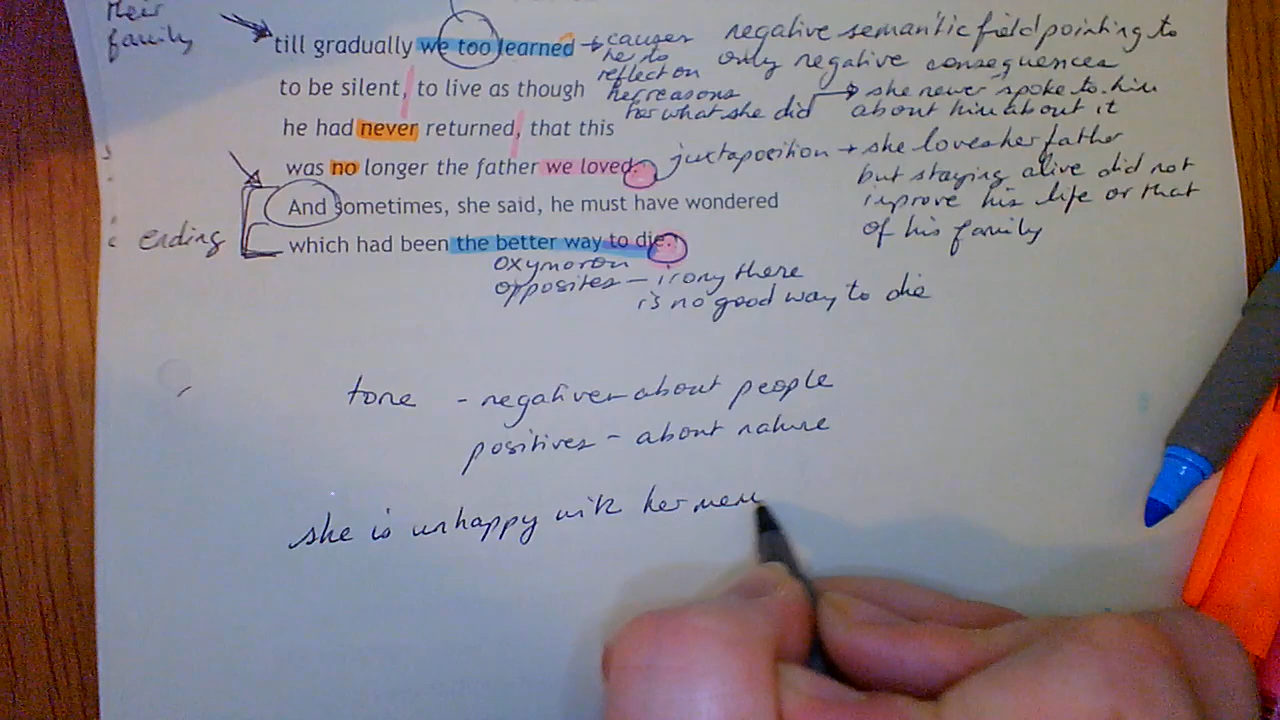 their
family
till gradually we too learned
causes
he to
reflect on
her reasons
for what she did
negative semantic field pointing to
only negative consequences
to be silent, to live as though
she never spoke to him
about him about it
he had never returned, that this
was no longer the father we loved.
juxtaposition → she loves her father
but staying alive did not
improve his life or that
of his family
And sometimes, she said, he must have wondered
ending
which had been the better way to die.
oxymoron
opposites - irony there
is no good way to die
tone - negatives about people
positives - about nature
she is unhappy with her mem